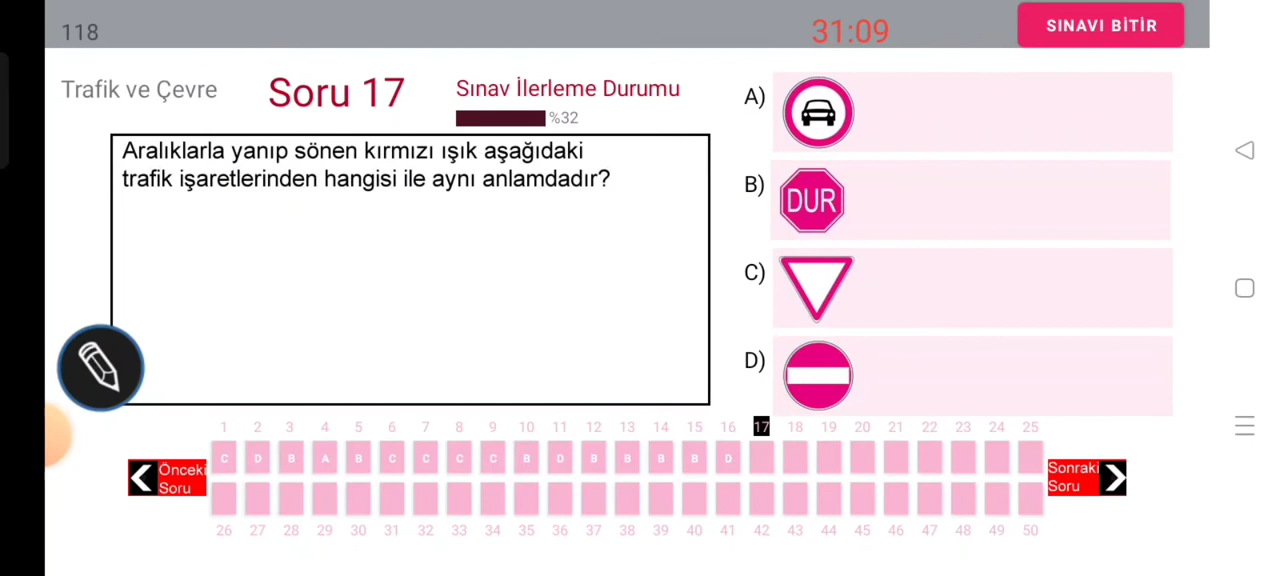 118
31:09
SINAVI BİTİR
Trafik ve Çevre
Soru 17
Sınav İlerleme Durumu
%32
Aralıklarla yanıp sönen kırmızı ışık aşağıdaki
trafik işaretlerinden hangisi ile aynı anlamdadır?
A)
B) DUR
C)
D)
1 2 3 4 5 6 7 8 9 10 11 12 13 14 15 16 17 18 19 20 21 22 23 24 25
C D B A B C C C C B D B B B B D
Önceki
Soru
Sonraki
Soru
26 27 28 29 30 31 32 33 34 35 36 37 38 39 40 41 42 43 44 45 46 47 48 49 50